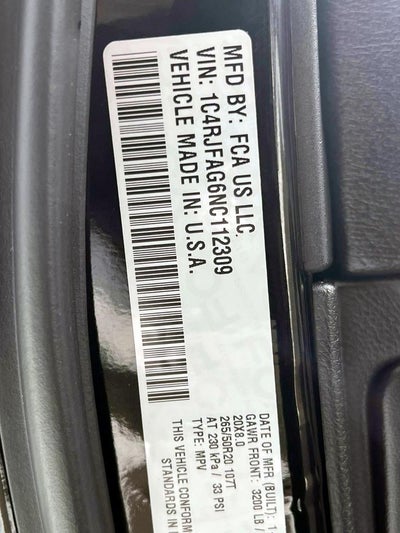 MFD BY: FCA US LLC.
VIN: 1C4RJFAG6NC112309
VEHICLE MADE IN: U.S.A.
DATE OF MFR (BUILT):
GAWR FRONT: 3200 LB /
20X8.0
265/50R20 107T
AT 230 kPa / 33 PSI
TYPE: MPV
THIS VEHICLE CONFORM
STANDARDS IN